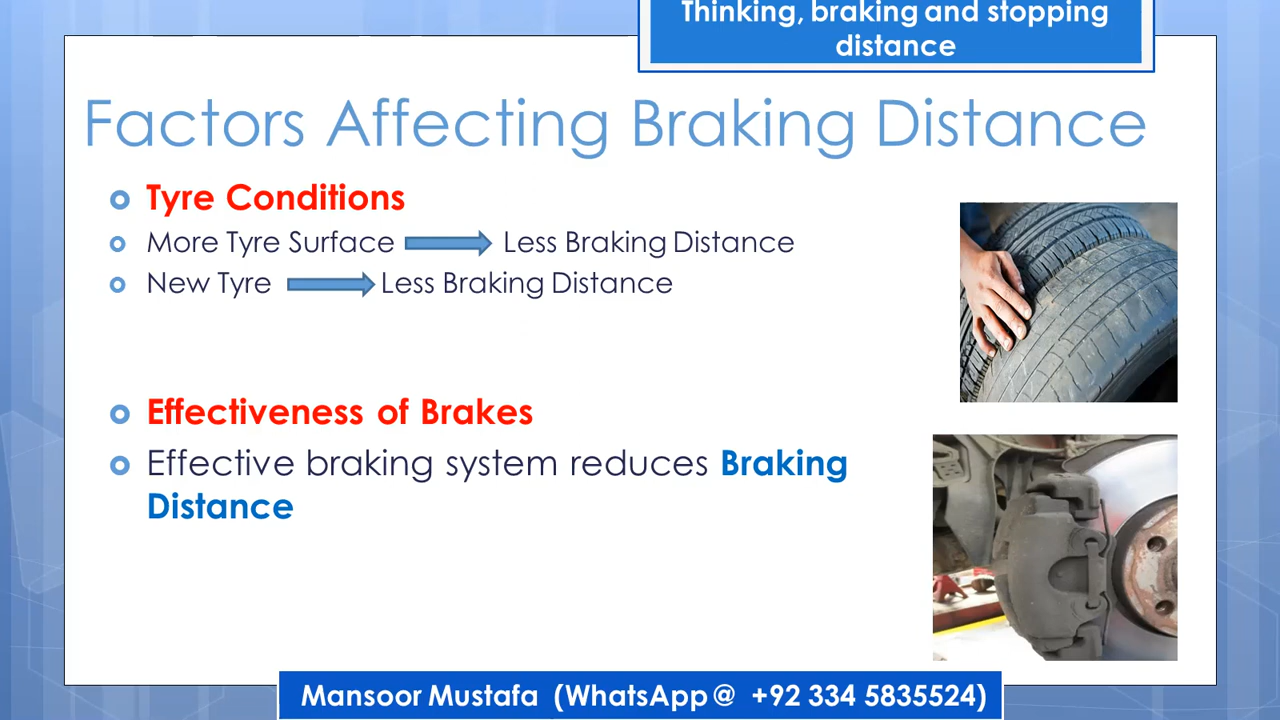 Thinking, braking and stopping
distance
Factors Affecting Braking Distance
Tyre Conditions
More Tyre Surface Less Braking Distance
New Tyre Less Braking Distance
Effectiveness of Brakes
Effective braking system reduces Braking
Distance
Mansoor Mustafa (WhatsApp@ +92 334 5835524)